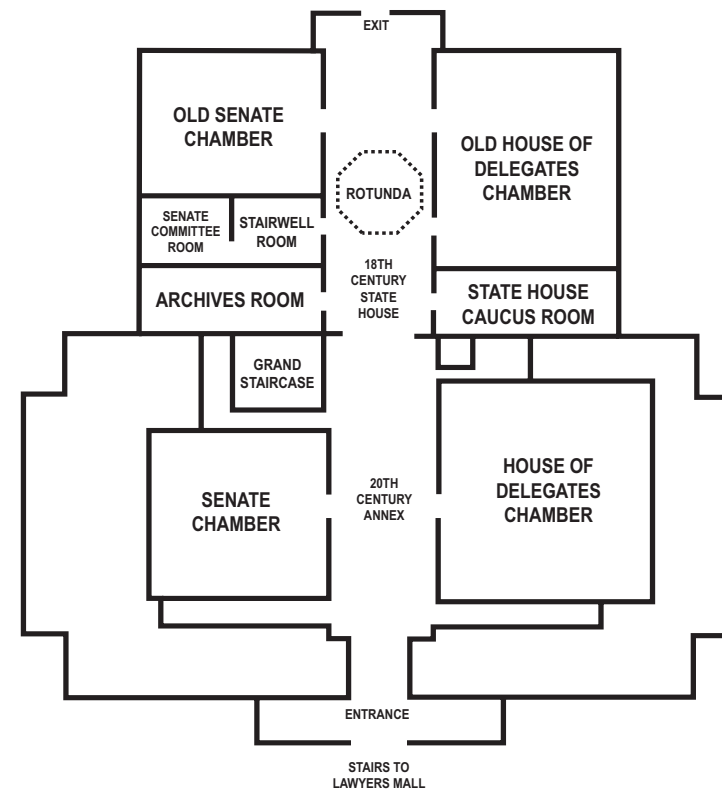 EXIT
OLD SENATE
CHAMBER
OLD HOUSE OF
DELEGATES
CHAMBER
ROTUNDA
SENATE
COMMITTEE
ROOM
STAIRWELL
ROOM
18TH
CENTURY
STATE
HOUSE
ARCHIVES ROOM
STATE HOUSE
CAUCUS ROOM
GRAND
STAIRCASE
SENATE
CHAMBER
20TH
CENTURY
ANNEX
HOUSE OF
DELEGATES
CHAMBER
ENTRANCE
STAIRS TO
LAWYERS MALL